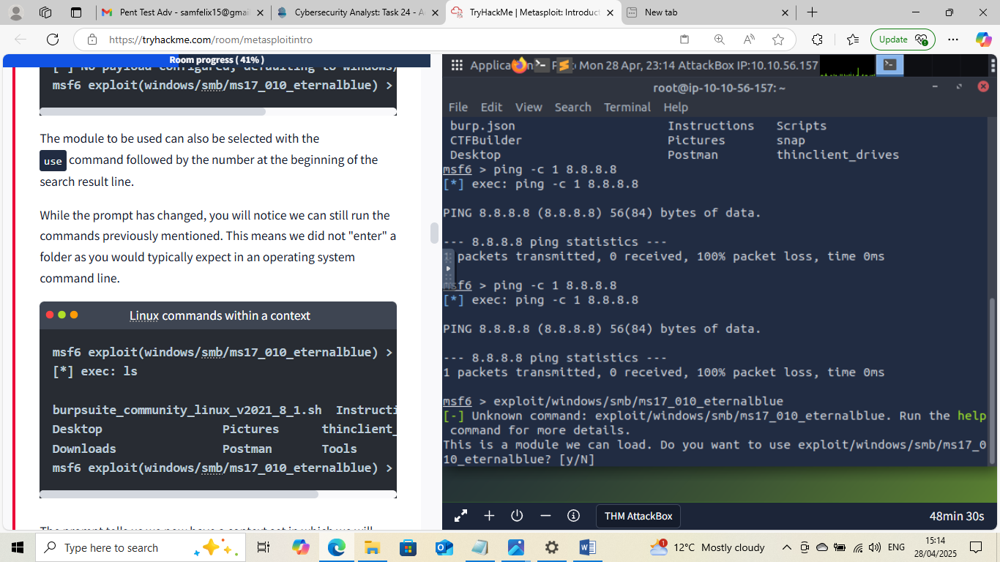 Pent Test Adv - samfelix15@gmai
Cybersecurity Analyst: Task 24 - A
TryHackMe | Metasploit: Introduct
New tab
https://tryhackme.com/room/metasploitintro
Update
Room progress ( 41% )
[*] No payload configured, defaulting to windows/
msf6 exploit(windows/smb/ms17_010_eternalblue) >
The module to be used can also be selected with the
use command followed by the number at the beginning of the
search result line.
While the prompt has changed, you will notice we can still run the
commands previously mentioned. This means we did not "enter" a
folder as you would typically expect in an operating system
command line.
Linux commands within a context
msf6 exploit(windows/smb/ms17_010_eternalblue) >
[*] exec: ls
burpsuite_community_linux_v2021_8_1.sh Instructi
Desktop Pictures thinclient_
Downloads Postman Tools
msf6 exploit(windows/smb/ms17_010_eternalblue) >
The prompt tells us we now have a context set in which we will
Applica Mon 28 Apr, 23:14 AttackBox IP:10.10.56.157
root@ip-10-10-56-157: ~
File Edit View Search Terminal Help
burp.json Instructions Scripts
CTFBuilder Pictures snap
Desktop Postman thinclient_drives
msf6 > ping -c 1 8.8.8.8
[*] exec: ping -c 1 8.8.8.8
PING 8.8.8.8 (8.8.8.8) 56(84) bytes of data.
--- 8.8.8.8 ping statistics ---
1 packets transmitted, 0 received, 100% packet loss, time 0ms
msf6 > ping -c 1 8.8.8.8
[*] exec: ping -c 1 8.8.8.8
PING 8.8.8.8 (8.8.8.8) 56(84) bytes of data.
--- 8.8.8.8 ping statistics ---
1 packets transmitted, 0 received, 100% packet loss, time 0ms
msf6 > exploit/windows/smb/ms17_010_eternalblue
[-] Unknown command: exploit/windows/smb/ms17_010_eternalblue. Run the help
command for more details.
This is a module we can load. Do you want to use exploit/windows/smb/ms17_0
10_eternalblue? [y/N]
THM AttackBox
48min 30s
Type here to search
1
12°C Mostly cloudy
ENG
15:14
28/04/2025